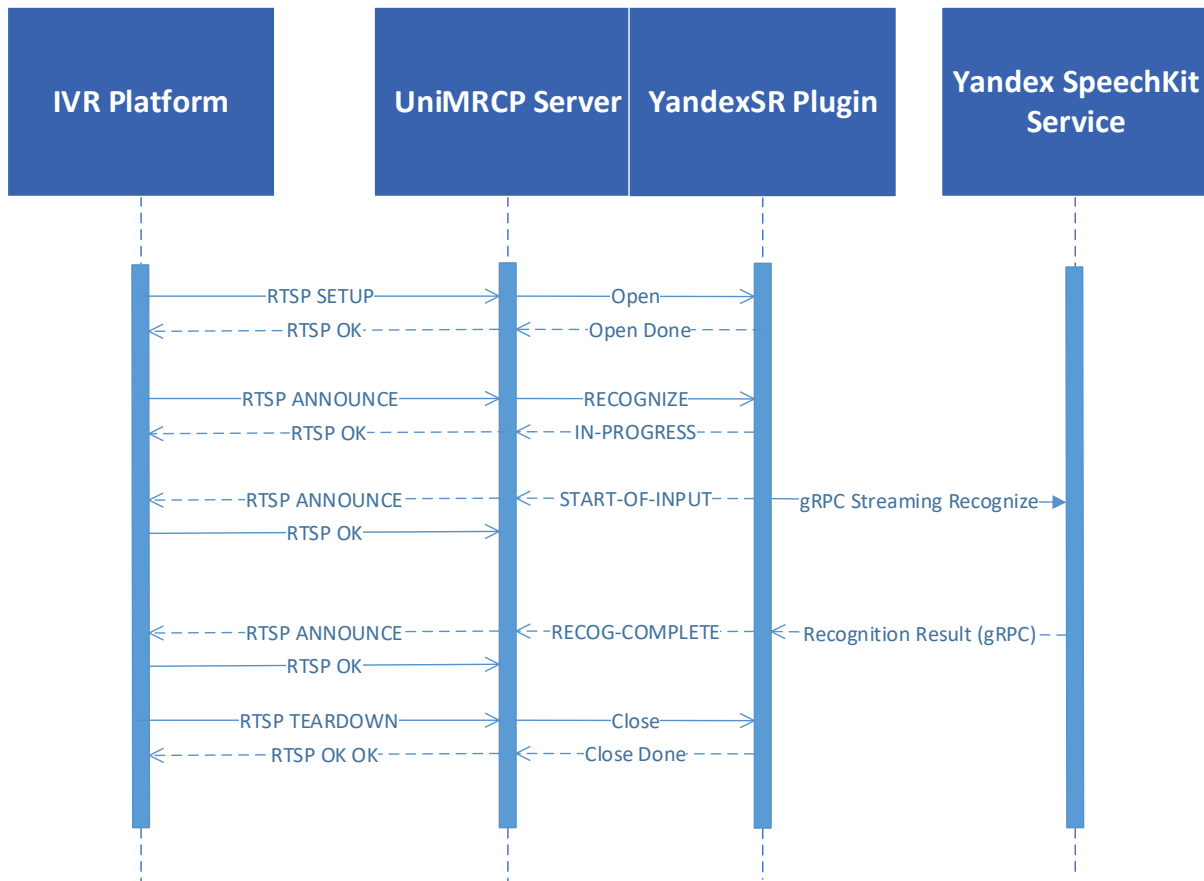 IVR Platform
UniMRCP Server
YandexSR Plugin
Yandex SpeechKit
Service
RTSP SETUP
Open
RTSP OK
Open Done
RTSP ANNOUNCE
RECOGNIZE
RTSP OK
IN-PROGRESS
RTSP ANNOUNCE
START-OF-INPUT
gRPC Streaming Recognize
RTSP OK
RTSP ANNOUNCE
RECOG-COMPLETE
Recognition Result (gRPC)
RTSP OK
RTSP TEARDOWN
Close
RTSP OK OK
Close Done